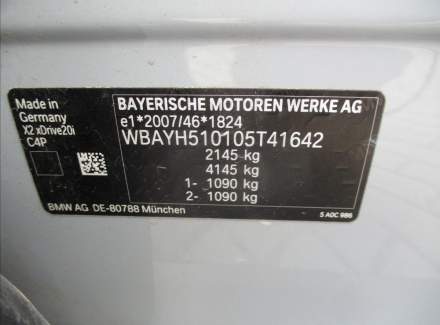 Made in
Germany
X2 xDrive20i
C4P
BAYERISCHE MOTOREN WERKE AG
e1*2007/46*1824
WBAYH510105T41642
2145 kg
4145 kg
1- 1090 kg
2- 1090 kg
BMW AG DE-80788 München
5 A0C 986